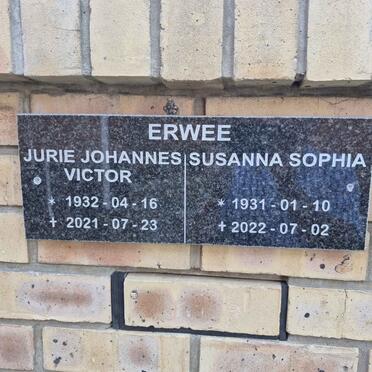 ERWEE
JURIE JOHANNES
VICTOR
* 1932 - 04 - 16
✝ 2021 - 07 - 23
SUSANNA SOPHIA
* 1931 - 01 - 10
✝ 2022 - 07 - 02